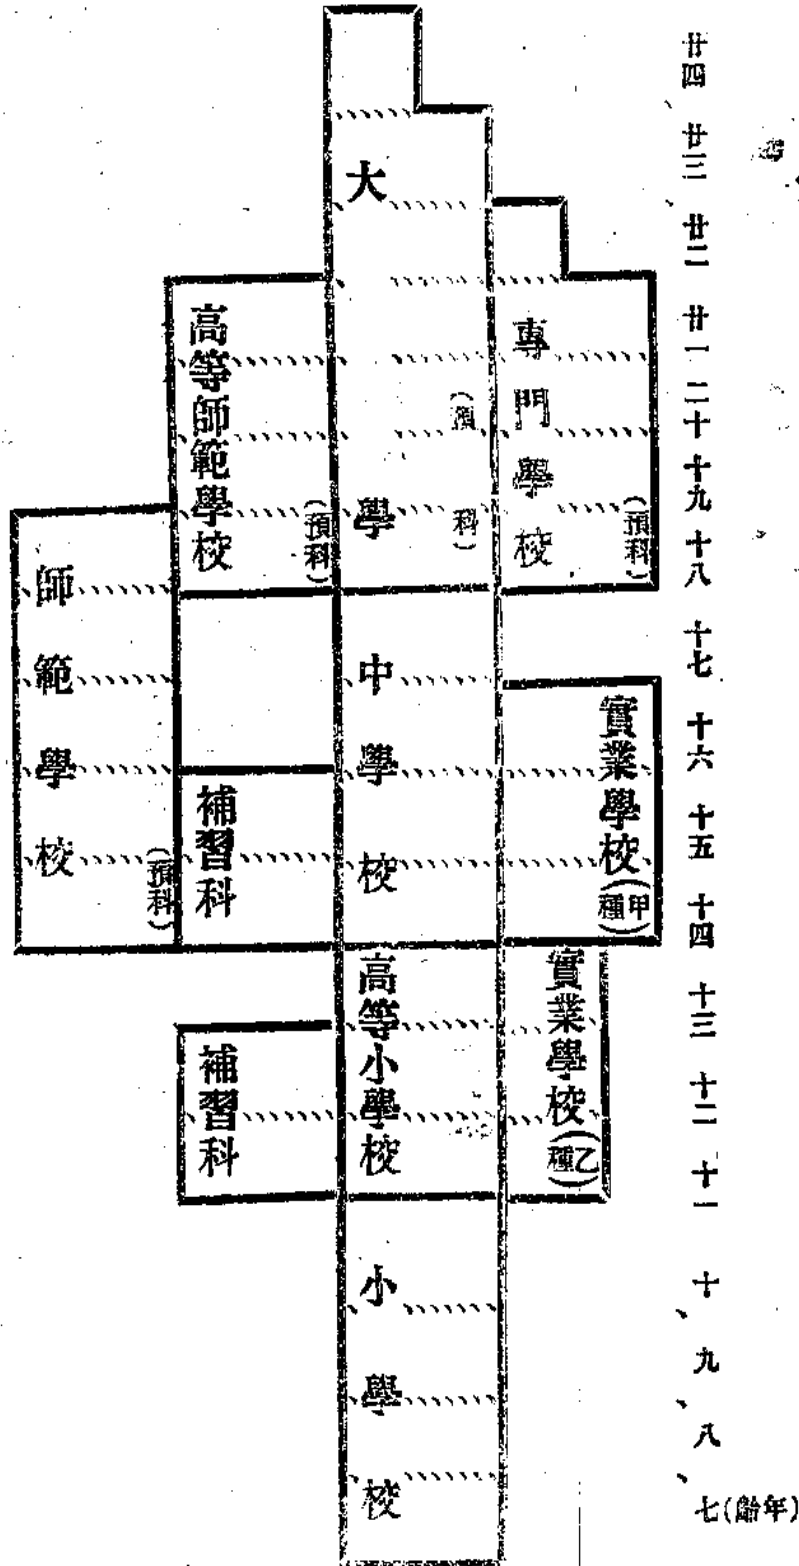 廿四
廿三
廿二
廿一
二十
十九
十八
十七
十六
十五
十四
十三
十二
十一
十
九
八
七(年齡)
專門學校
(預科)
實業學校(甲種)
實業學校(乙種)
大學
(預科)
中學校
高等小學校
小學校
高等師範學校
(預科)
補習科
補習科
師範學校
(預科)